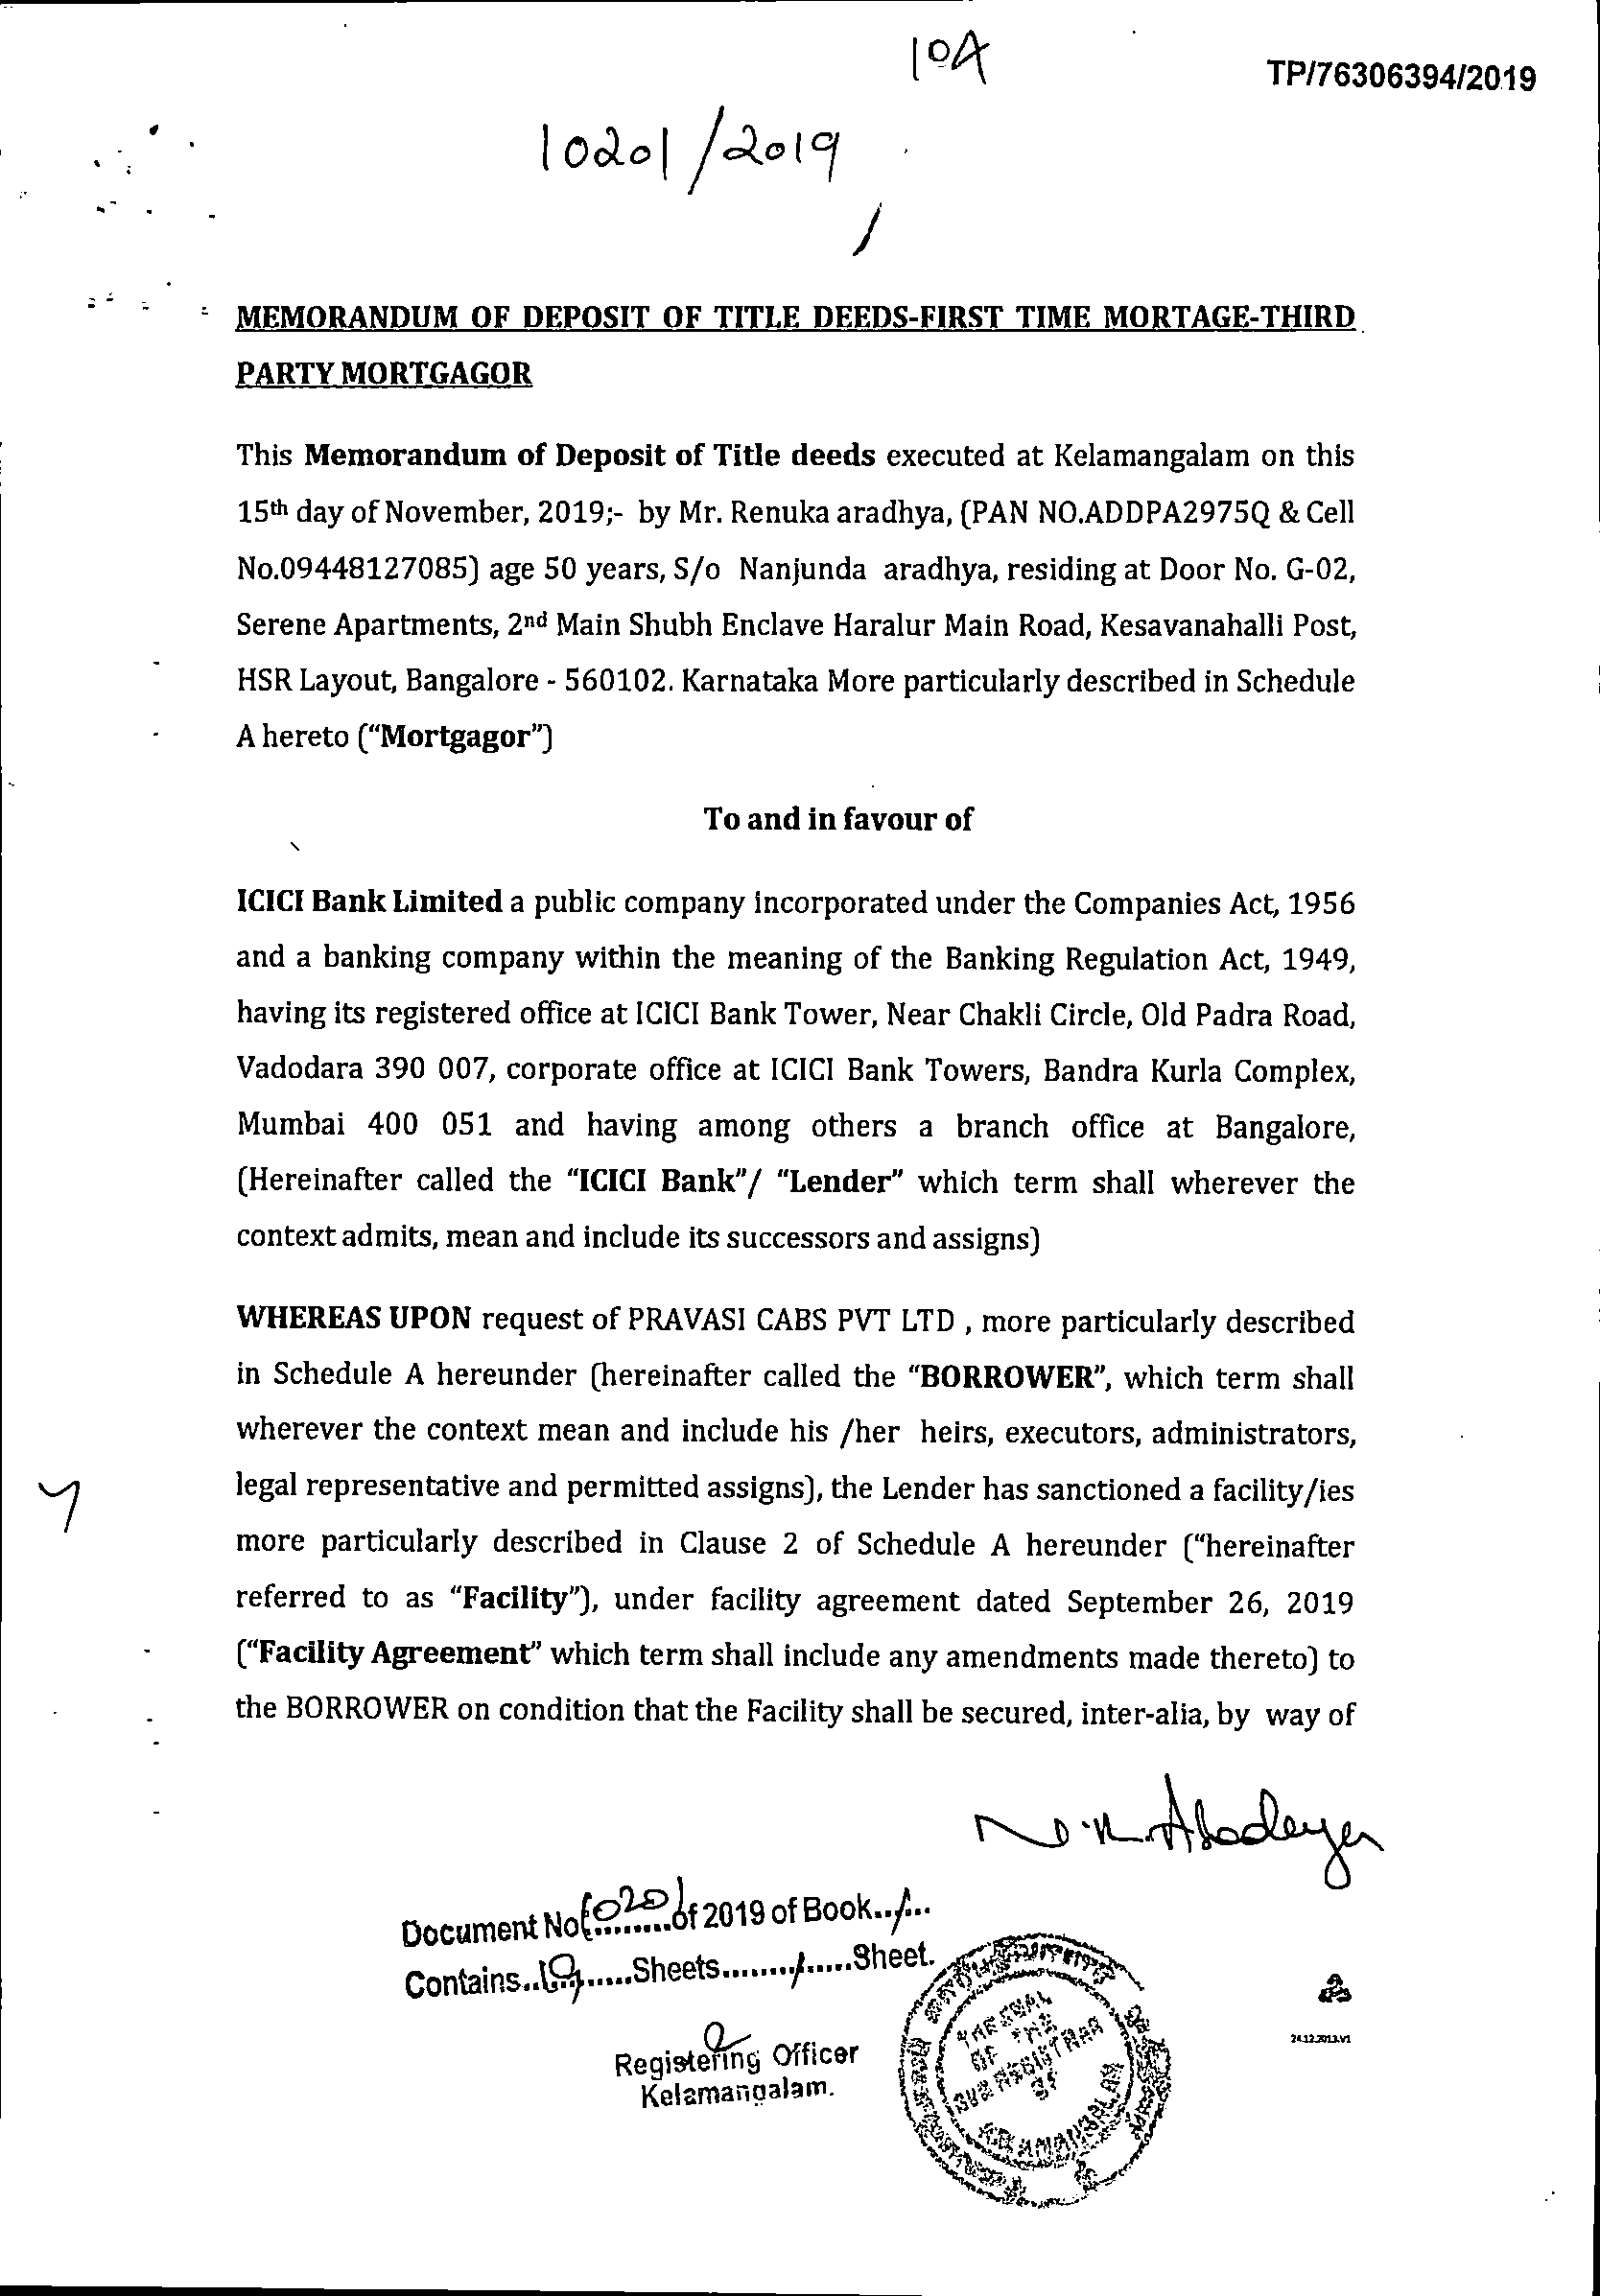 10A
TP/76306394/2019
10201/2019
MEMORANDUM OF DEPOSIT OF TITLE DEEDS-FIRST TIME MORTAGE-THIRD
PARTY MORTGAGOR
This Memorandum of Deposit of Title deeds executed at Kelamangalam on this
15th day of November, 2019;- by Mr. Renuka aradhya, (PAN NO.ADDPA2975Q & Cell
No.09448127085) age 50 years, S/o Nanjunda aradhya, residing at Door No. G-02,
Serene Apartments, 2nd Main Shubh Enclave Haralur Main Road, Kesavanahalli Post,
HSR Layout, Bangalore - 560102. Karnataka More particularly described in Schedule
A hereto ("Mortgagor")
To and in favour of
ICICI Bank Limited a public company incorporated under the Companies Act, 1956
and a banking company within the meaning of the Banking Regulation Act, 1949,
having its registered office at ICICI Bank Tower, Near Chakli Circle, Old Padra Road,
Vadodara 390 007, corporate office at ICICI Bank Towers, Bandra Kurla Complex,
Mumbai 400 051 and having among others a branch office at Bangalore,
(Hereinafter called the "ICICI Bank"/ "Lender" which term shall wherever the
context admits, mean and include its successors and assigns)
WHEREAS UPON request of PRAVASI CABS PVT LTD , more particularly described
in Schedule A hereunder (hereinafter called the "BORROWER", which term shall
wherever the context mean and include his /her heirs, executors, administrators,
legal representative and permitted assigns), the Lender has sanctioned a facility/ies
more particularly described in Clause 2 of Schedule A hereunder ("hereinafter
referred to as "Facility"), under facility agreement dated September 26, 2019
("Facility Agreement" which term shall include any amendments made thereto) to
the BORROWER on condition that the Facility shall be secured, inter-alia, by way of
Document No 10201 of 2019 of Book
Contains..19......Sheets.............Sheet.
Registering Officer
Kelamangalam.
THE SEAL
OF THE
SUB REGISTRAR
OF
KELAMANGALAM
24.12.2013.V1